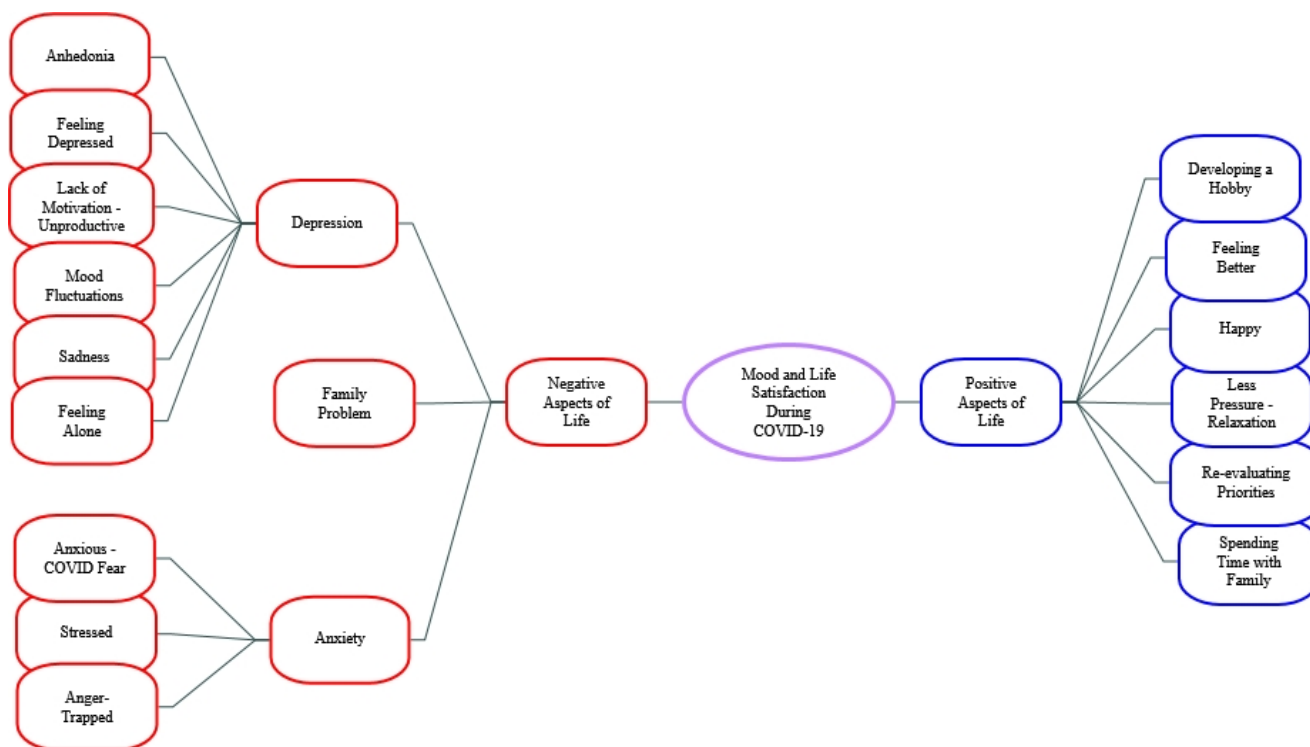 Anhedonia
Feeling
Depressed
Lack of
Motivation -
Unproductive
Mood
Fluctuations
Sadness
Feeling
Alone
Depression
Family
Problem
Anxious -
COVID Fear
Stressed
Anger-
Trapped
Anxiety
Negative
Aspects of
Life
Mood and Life
Satisfaction
During
COVID-19
Positive
Aspects of
Life
Developing a
Hobby
Feeling
Better
Happy
Less
Pressure -
Relaxation
Re-evaluating
Priorities
Spending
Time with
Family